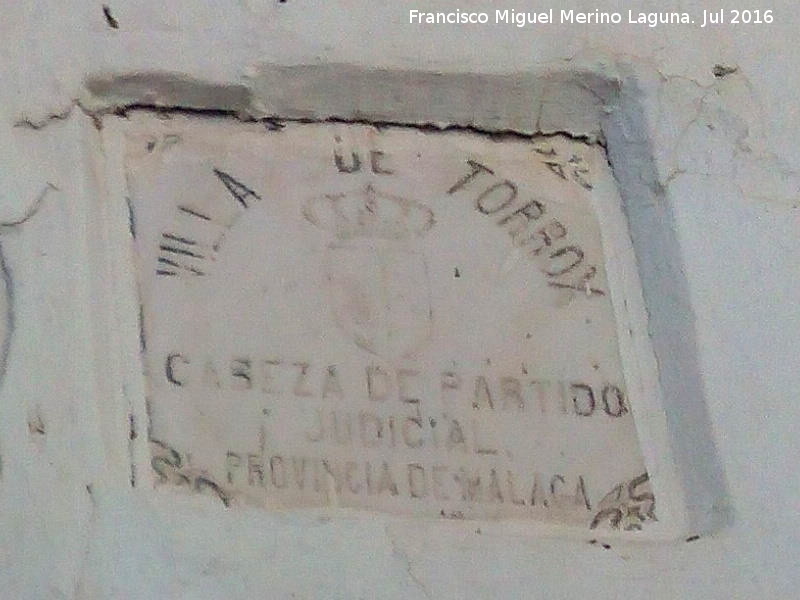 Francisco Miguel Merino Laguna. Jul 2016
VILLA DE TORROX
CABEZA DE PARTIDO
JUDICIAL.
PROVINCIA DE MALAGA